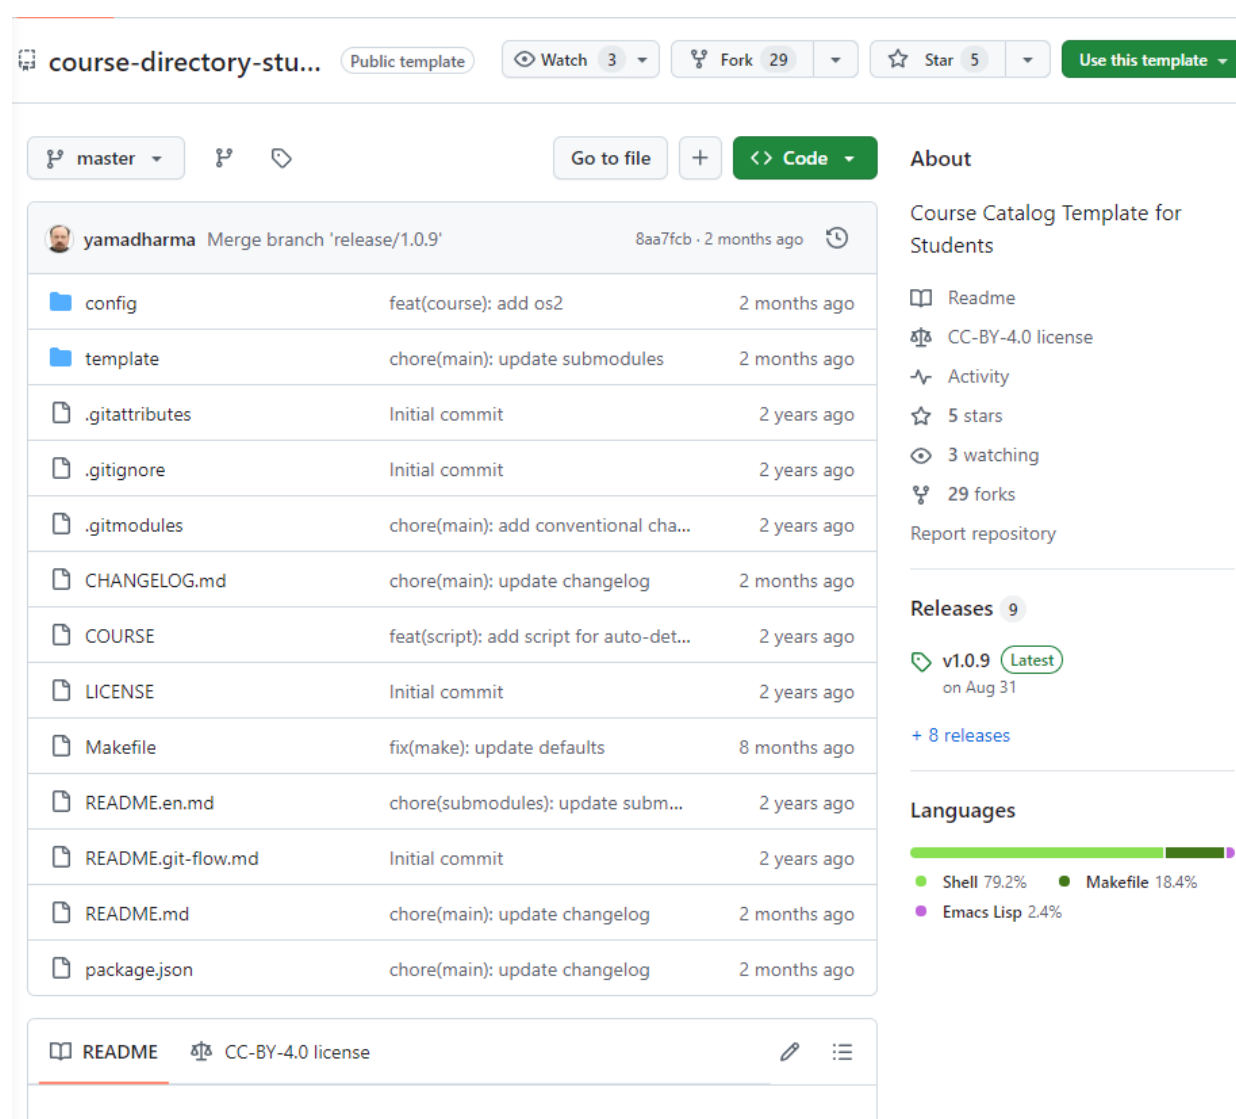 course-directory-stu... Public template Watch 3 Fork 29 Star 5 Use this template
master Go to file Code
yamadharma Merge branch 'release/1.0.9' 8aa7fcb · 2 months ago
config feat(course): add os2 2 months ago
template chore(main): update submodules 2 months ago
.gitattributes Initial commit 2 years ago
.gitignore Initial commit 2 years ago
.gitmodules chore(main): add conventional cha... 2 years ago
CHANGELOG.md chore(main): update changelog 2 months ago
COURSE feat(script): add script for auto-det... 2 years ago
LICENSE Initial commit 2 years ago
Makefile fix(make): update defaults 8 months ago
README.en.md chore(submodules): update subm... 2 years ago
README.git-flow.md Initial commit 2 years ago
README.md chore(main): update changelog 2 months ago
package.json chore(main): update changelog 2 months ago
README CC-BY-4.0 license
About
Course Catalog Template for
Students
Readme
CC-BY-4.0 license
Activity
5 stars
3 watching
29 forks
Report repository
Releases 9
v1.0.9 Latest
on Aug 31
+ 8 releases
Languages
Shell 79.2% Makefile 18.4%
Emacs Lisp 2.4%